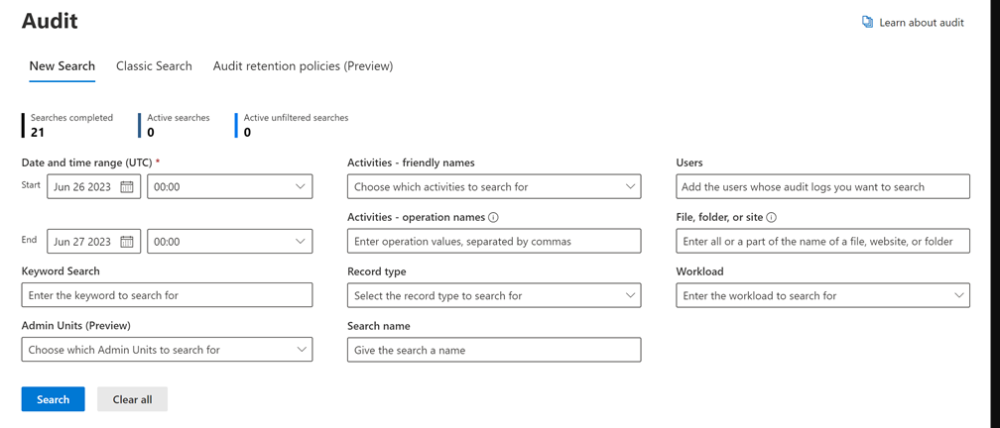 Audit
Learn about audit
New Search Classic Search Audit retention policies (Preview)
Searches completed Active searches Active unfiltered searches
21 0 0
Date and time range (UTC) * Activities - friendly names Users
Start Jun 26 2023 00:00 Choose which activities to search for Add the users whose audit logs you want to search
Activities - operation names File, folder, or site
End Jun 27 2023 00:00 Enter operation values, separated by commas Enter all or a part of the name of a file, website, or folder
Keyword Search Record type Workload
Enter the keyword to search for Select the record type to search for Enter the workload to search for
Admin Units (Preview) Search name
Choose which Admin Units to search for Give the search a name
Search Clear all